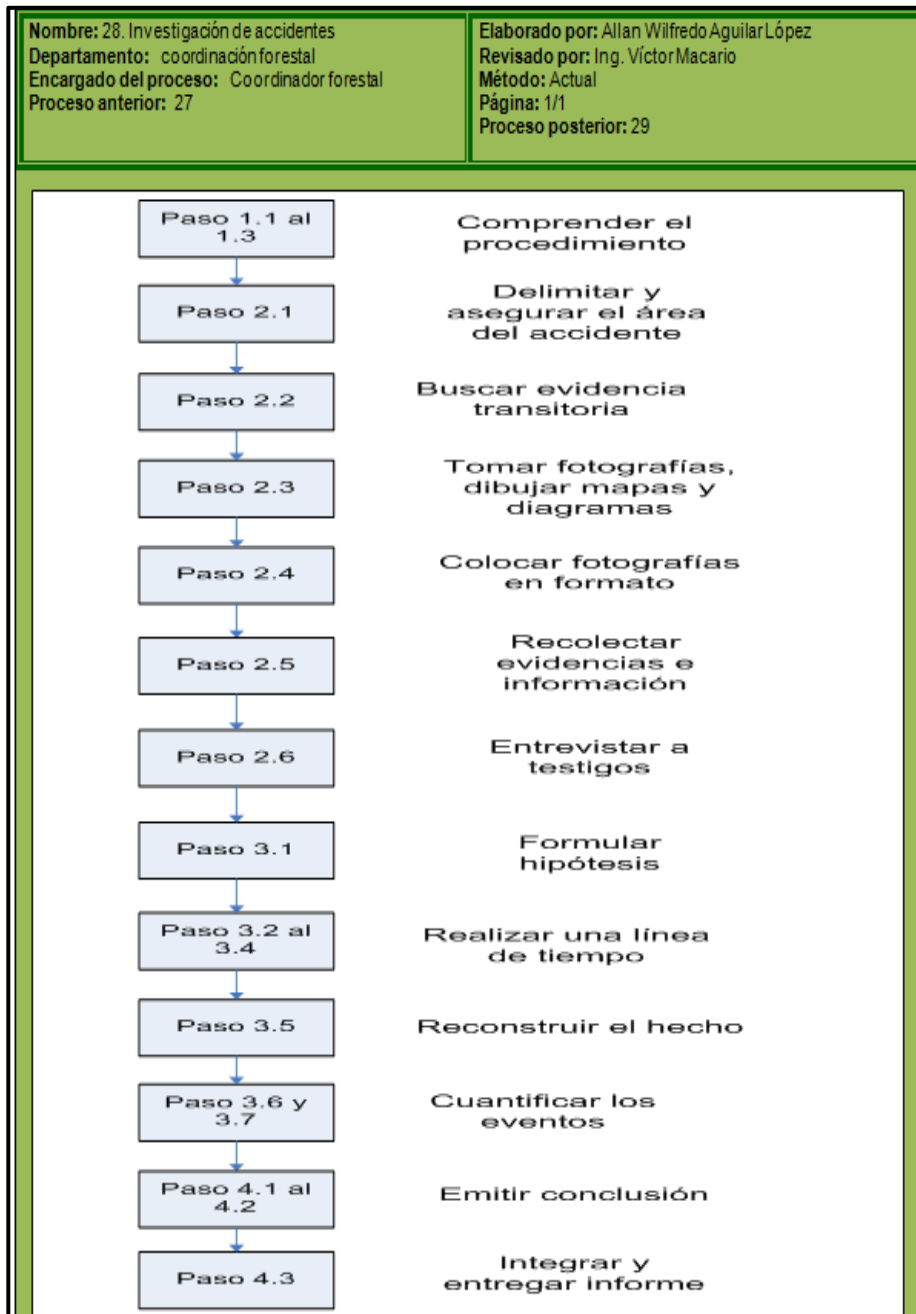 Nombre: 28. Investigación de accidentes
Departamento: coordinación forestal
Encargado del proceso: Coordinador forestal
Proceso anterior: 27
Elaborado por: Allan Wilfredo Aguilar López
Revisado por: Ing. Víctor Macario
Método: Actual
Página: 1/1
Proceso posterior: 29
Paso 1.1 al
1.3
Comprender el
procedimiento
Paso 2.1
Delimitar y
asegurar el área
del accidente
Paso 2.2
Buscar evidencia
transitoria
Paso 2.3
Tomar fotografías,
dibujar mapas y
diagramas
Paso 2.4
Colocar fotografías
en formato
Paso 2.5
Recolectar
evidencias e
información
Paso 2.6
Entrevistar a
testigos
Paso 3.1
Formular
hipótesis
Paso 3.2 al
3.4
Realizar una línea
de tiempo
Paso 3.5
Reconstruir el hecho
Paso 3.6 y
3.7
Cuantificar los
eventos
Paso 4.1 al
4.2
Emitir conclusión
Paso 4.3
Integrar y
entregar informe